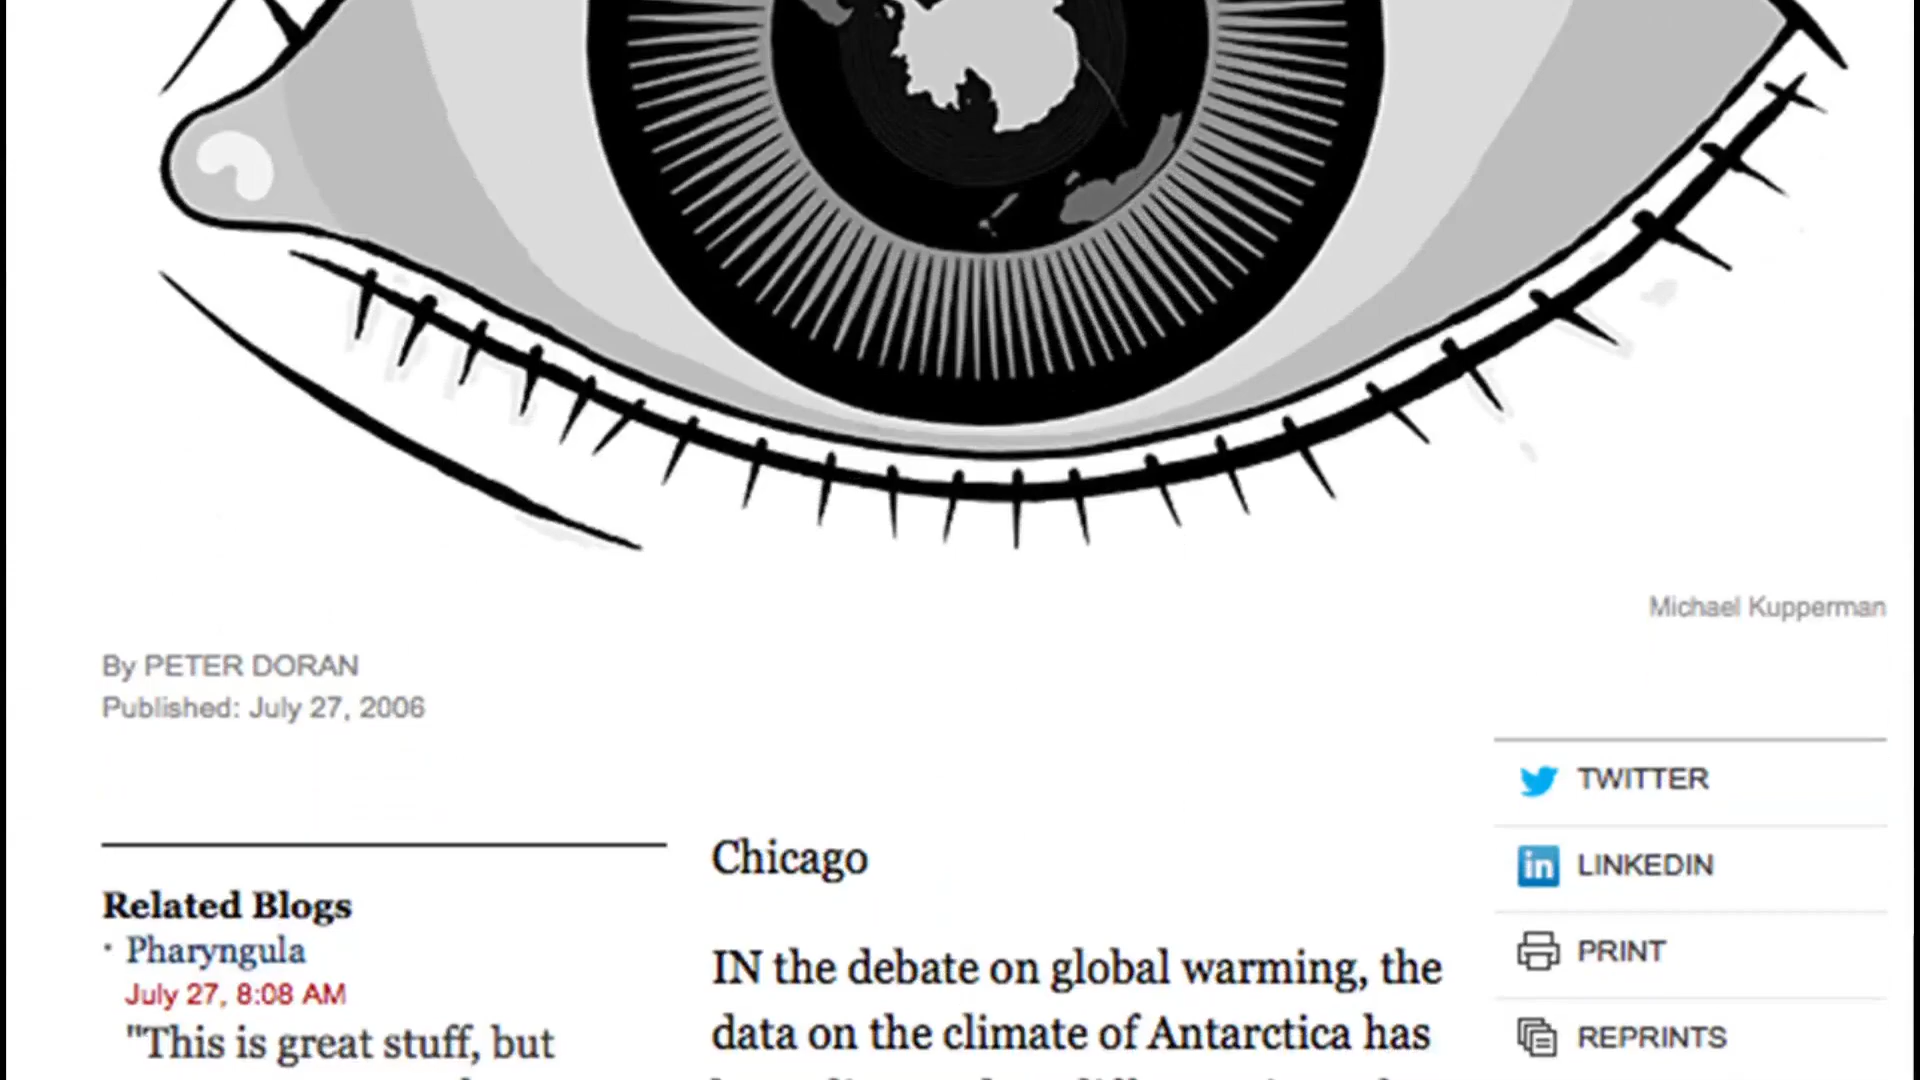 Michael Kupperman
By PETER DORAN
Published: July 27, 2006
TWITTER
LINKEDIN
PRINT
REPRINTS
Related Blogs
· Pharyngula
July 27, 8:08 AM
"This is great stuff, but
Chicago
IN the debate on global warming, the
data on the climate of Antarctica has